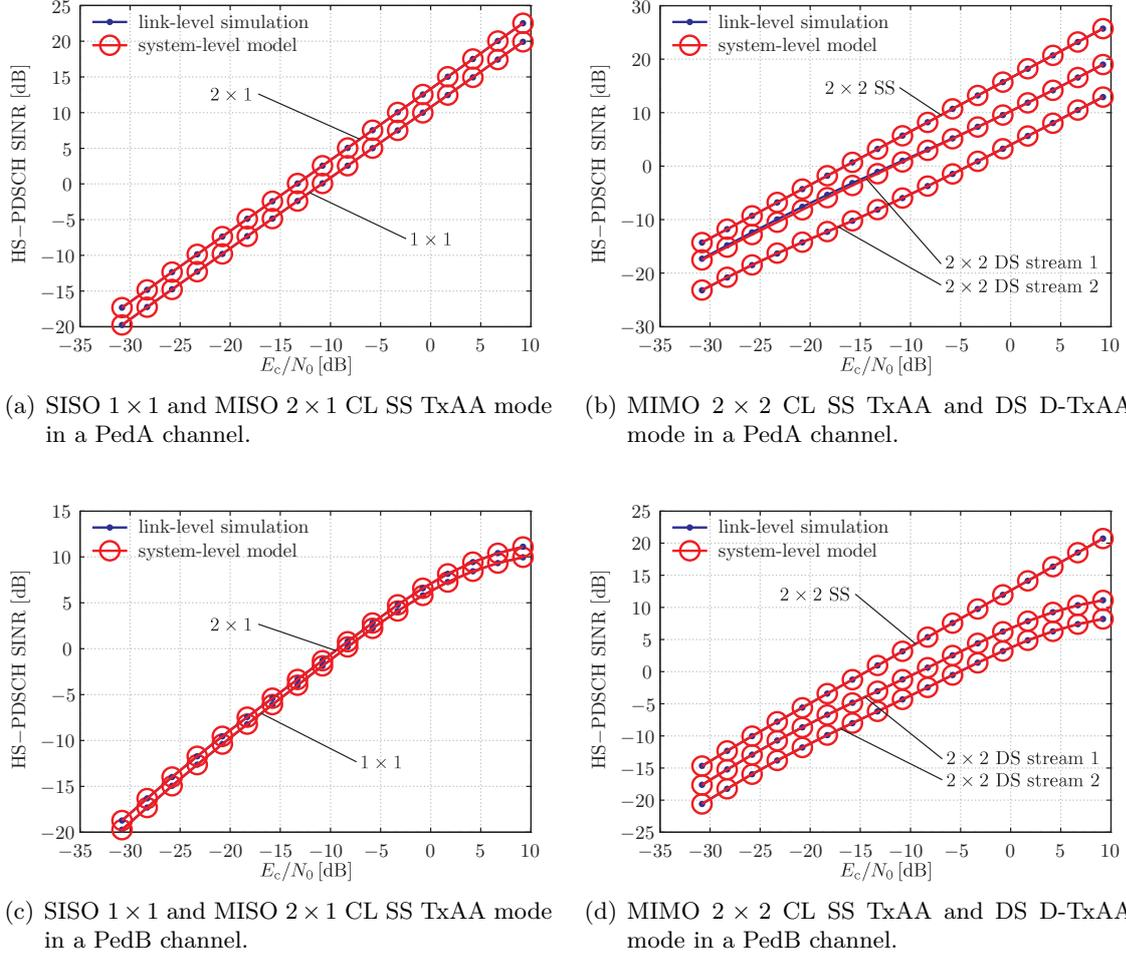 25
20
15
10
5
0
−5
−10
−15
−20
HS−PDSCH SINR [dB]
link-level simulation
system-level model
2 × 1
1 × 1
−35 −30 −25 −20 −15 −10 −5 0 5 10
Ec/N0 [dB]
(a) SISO 1 × 1 and MISO 2 × 1 CL SS TxAA mode
in a PedA channel.
30
20
10
0
−10
−20
−30
HS−PDSCH SINR [dB]
link-level simulation
system-level model
2 × 2 SS
2 × 2 DS stream 1
2 × 2 DS stream 2
−35 −30 −25 −20 −15 −10 −5 0 5 10
Ec/N0 [dB]
(b) MIMO 2 × 2 CL SS TxAA and DS D-TxAA
mode in a PedA channel.
15
10
5
0
−5
−10
−15
−20
HS−PDSCH SINR [dB]
link-level simulation
system-level model
2 × 1
1 × 1
−35 −30 −25 −20 −15 −10 −5 0 5 10
Ec/N0 [dB]
(c) SISO 1 × 1 and MISO 2 × 1 CL SS TxAA mode
in a PedB channel.
25
20
15
10
5
0
−5
−10
−15
−20
−25
HS−PDSCH SINR [dB]
link-level simulation
system-level model
2 × 2 SS
2 × 2 DS stream 1
2 × 2 DS stream 2
−35 −30 −25 −20 −15 −10 −5 0 5 10
Ec/N0 [dB]
(d) MIMO 2 × 2 CL SS TxAA and DS D-TxAA
mode in a PedB channel.